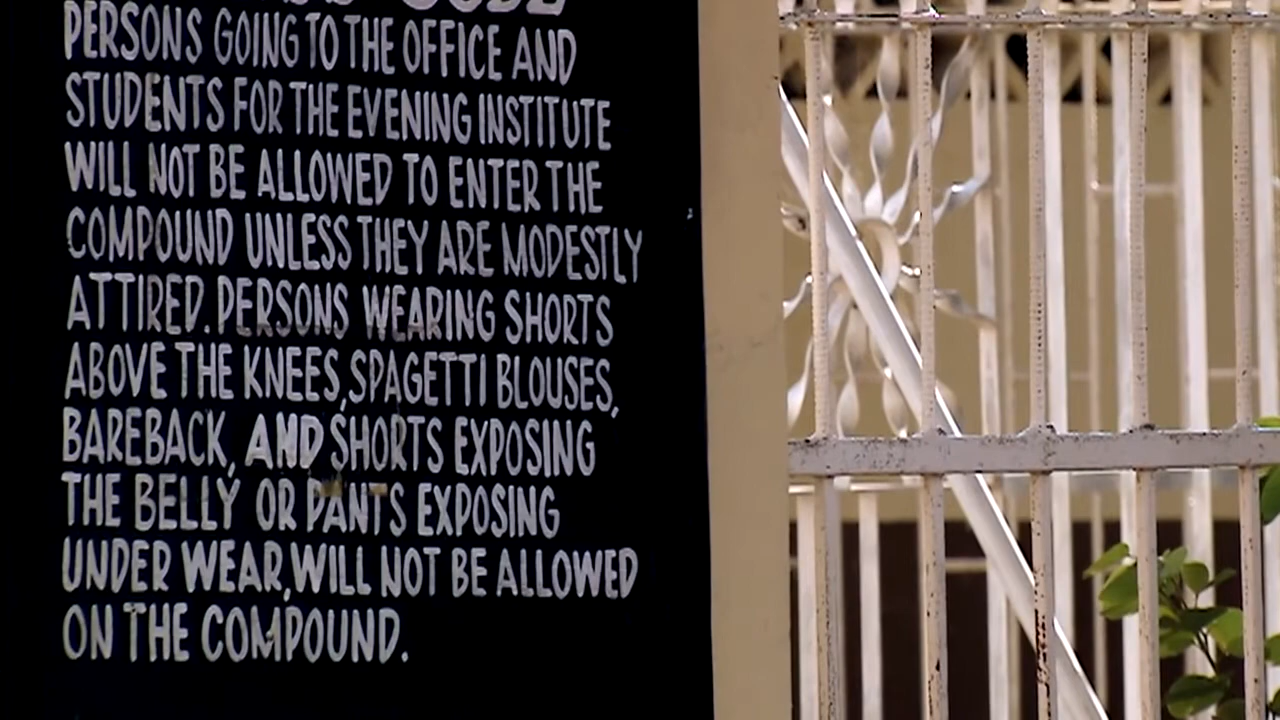 PERSONS GOING TO THE OFFICE AND
STUDENTS FOR THE EVENING INSTITUTE
WILL NOT BE ALLOWED TO ENTER THE
COMPOUND UNLESS THEY ARE MODESTLY
ATTIRED. PERSONS WEARING SHORTS
ABOVE THE KNEES, SPAGETTI BLOUSES,
BAREBACK, AND SHORTS EXPOSING
THE BELLY OR PANTS EXPOSING
UNDER WEAR, WILL NOT BE ALLOWED
ON THE COMPOUND.